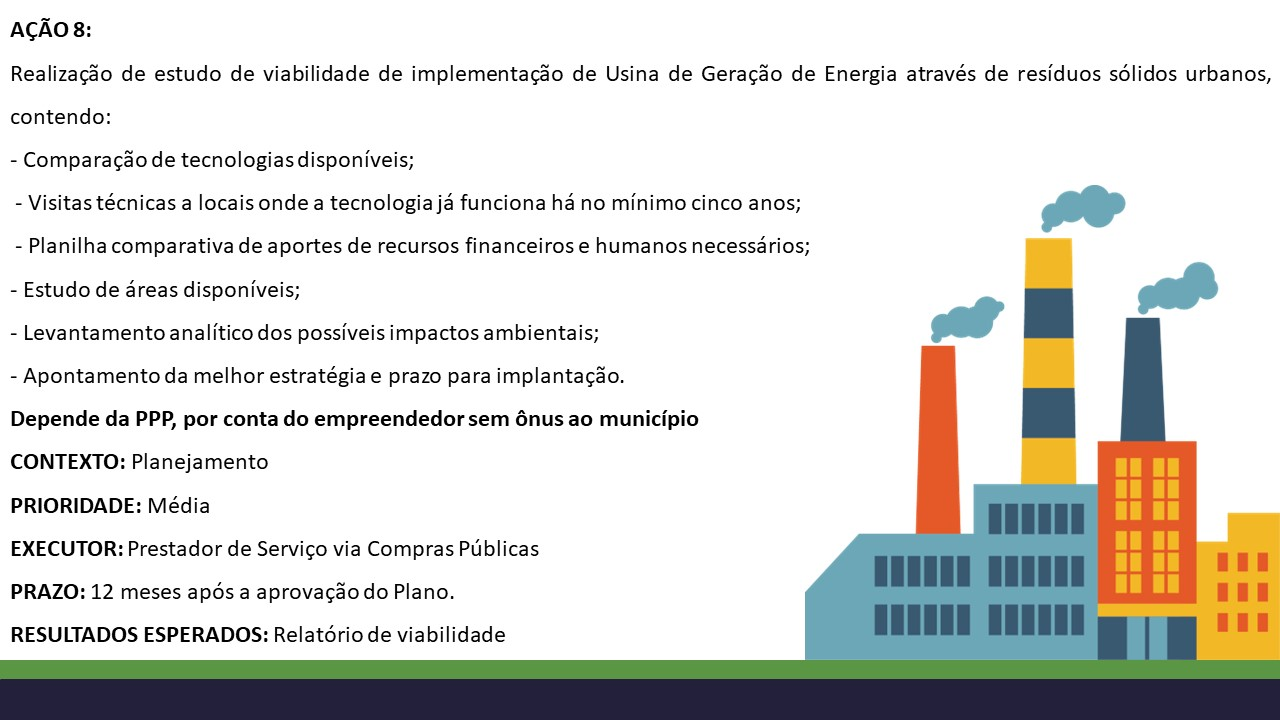 AÇÃO 8:
Realização de estudo de viabilidade de implementação de Usina de Geração de Energia através de resíduos sólidos urbanos,
contendo:
- Comparação de tecnologias disponíveis;
- Visitas técnicas a locais onde a tecnologia já funciona há no mínimo cinco anos;
- Planilha comparativa de aportes de recursos financeiros e humanos necessários;
- Estudo de áreas disponíveis;
- Levantamento analítico dos possíveis impactos ambientais;
- Apontamento da melhor estratégia e prazo para implantação.
Depende da PPP, por conta do empreendedor sem ônus ao município
CONTEXTO: Planejamento
PRIORIDADE: Média
EXECUTOR: Prestador de Serviço via Compras Públicas
PRAZO: 12 meses após a aprovação do Plano.
RESULTADOS ESPERADOS: Relatório de viabilidade